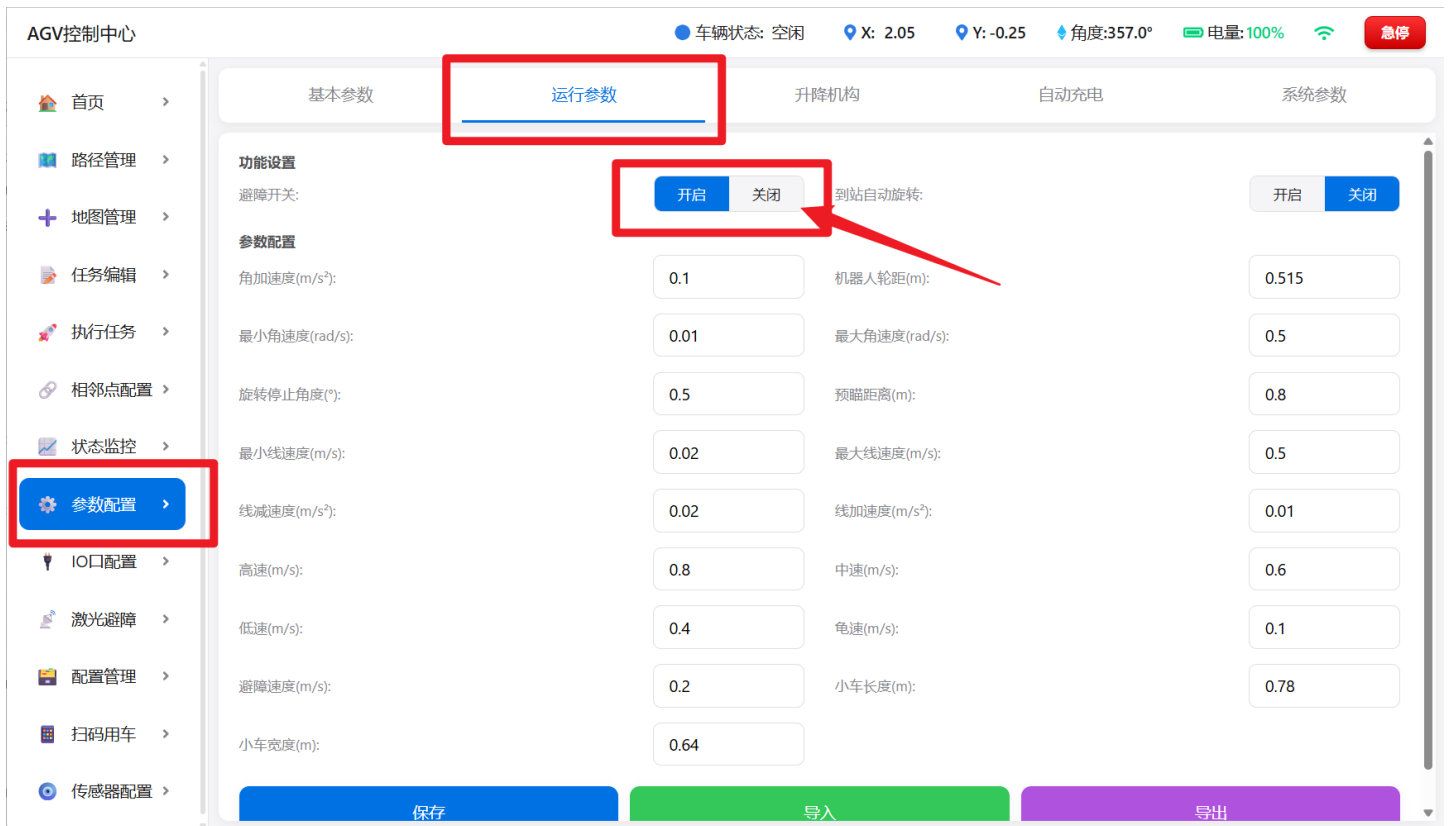 AGV控制中心
车辆状态: 空闲
X: 2.05
Y: -0.25
角度:357.0°
电量:100%
急停
首页
路径管理
地图管理
任务编辑
执行任务
相邻点配置
状态监控
参数配置
IO口配置
激光避障
配置管理
扫码用车
传感器配置
基本参数
运行参数
升降机构
自动充电
系统参数
功能设置
避障开关: 开启 关闭
到站自动旋转: 开启 关闭
参数配置
角加速度(m/s²): 0.1
机器人轮距(m): 0.515
最小角速度(rad/s): 0.01
最大角速度(rad/s): 0.5
旋转停止角度(°): 0.5
预瞄距离(m): 0.8
最小线速度(m/s): 0.02
最大线速度(m/s): 0.5
线减速度(m/s²): 0.02
线加速度(m/s²): 0.01
高速(m/s): 0.8
中速(m/s): 0.6
低速(m/s): 0.4
龟速(m/s): 0.1
避障速度(m/s): 0.2
小车长度(m): 0.78
小车宽度(m): 0.64
保存
导入
导出